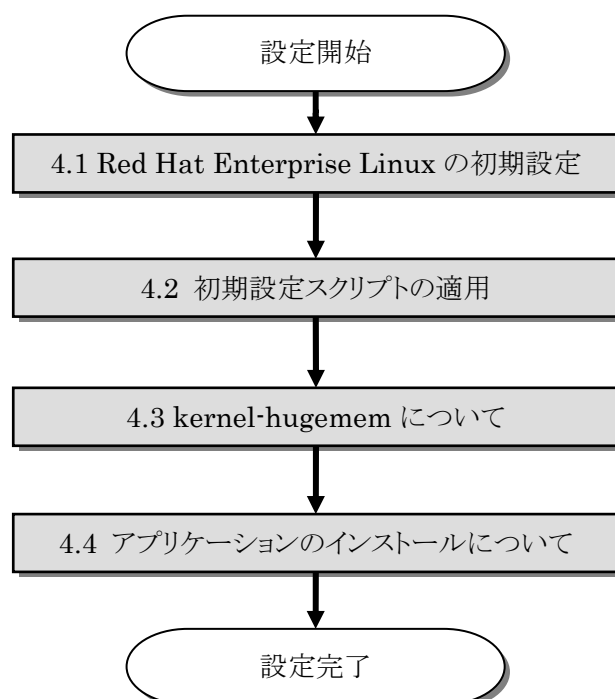 設定開始
4.1 Red Hat Enterprise Linux の初期設定
4.2 初期設定スクリプトの適用
4.3 kernel-hugemem について
4.4 アプリケーションのインストールについて
設定完了